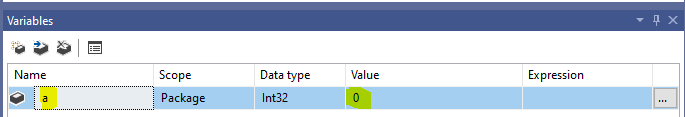 Variables
Name Scope Data type Value Expression
a Package Int32 0 ...